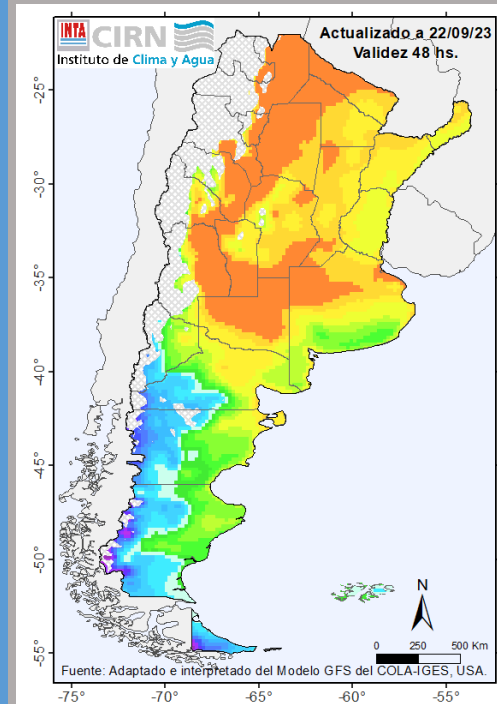 INTA CIRN
Instituto de Clima y Agua
Actualizado a 22/09/23
Validez 48 hs.
-25°
-30°
-35°
-40°
-45°
-50°
-55°
N
0 250 500 Km
Fuente: Adaptado e interpretado del Modelo GFS del COLA-IGES, USA.
-75° -70° -65° -60° -55°